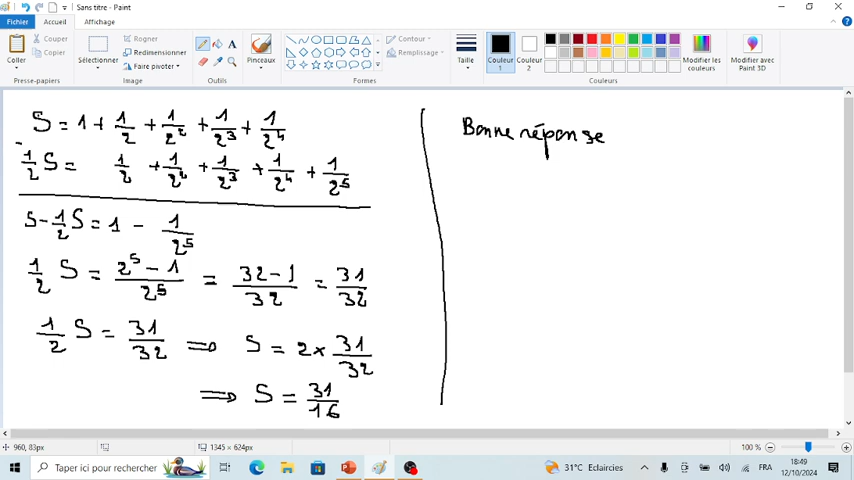 Sans titre - Paint
Fichier Accueil Affichage
Coller
Couper
Copier
Presse-papiers
Sélectionner
Rogner
Redimensionner
Faire pivoter
Image
Outils
Pinceaux
Contour
Remplissage
Formes
Taille
Couleur 1
Couleur 2
Modifier les couleurs
Modifier avec Paint 3D
Couleurs
S = 1 + 1/2 + 1/2² + 1/2³ + 1/2⁴
- 1/2 S = 1/2 + 1/2² + 1/2³ + 1/2⁴ + 1/2⁵
S - 1/2 S = 1 - 1/2⁵
1/2 S = (2⁵ - 1)/2⁵ = (32 - 1)/32 = 31/32
1/2 S = 31/32 ⟹ S = 2 × 31/32
⟹ S = 31/16
Bonne réponse
960, 83px
1345 × 624px
100 %
Taper ici pour rechercher
31°C Eclaircies
FRA
18:49
12/10/2024